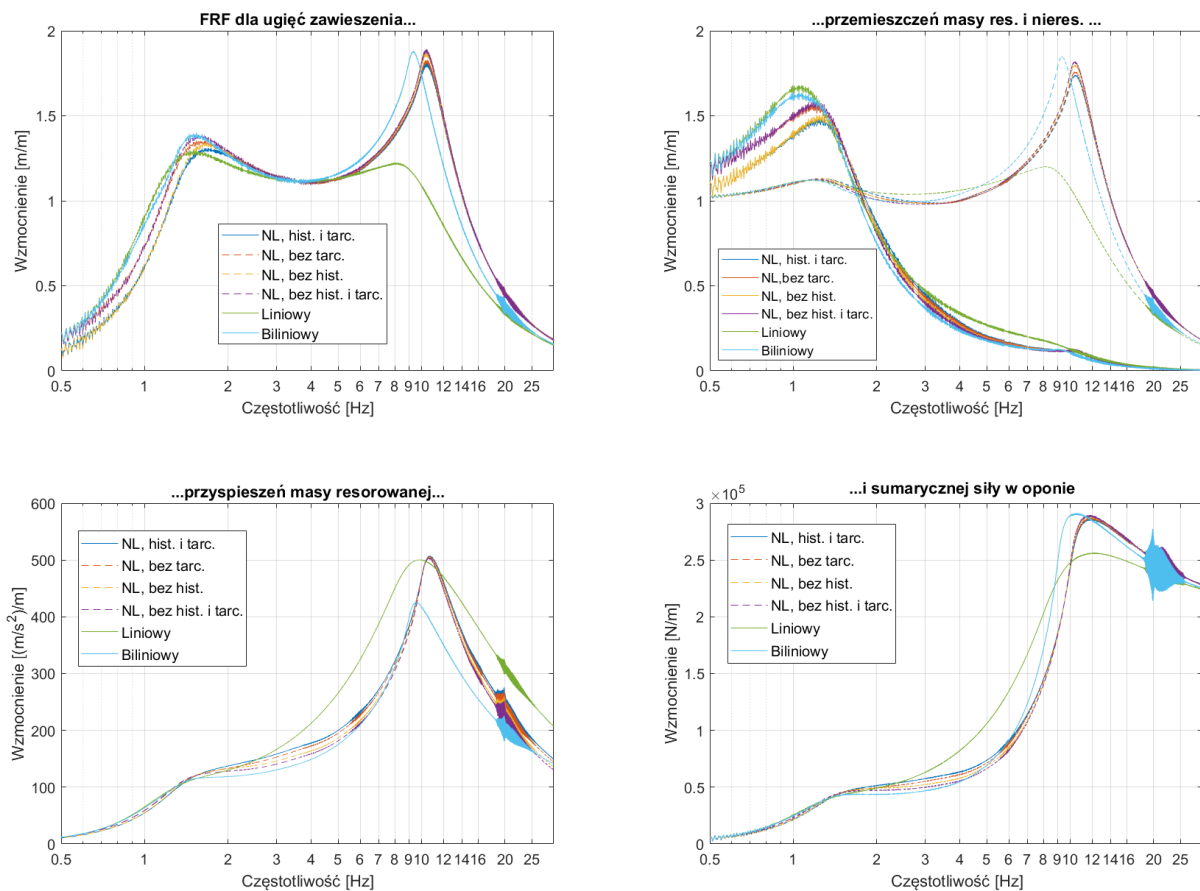 FRF dla ugięć zawieszenia...
2
1.5
1
0.5
0
Wzmocnienie [m/m]
NL, hist. i tarc.
NL, bez tarc.
NL, bez hist.
NL, bez hist. i tarc.
Liniowy
Biliniowy
0.5 1 2 3 4 5 6 7 8 9 10 12 14 16 20 25
Częstotliwość [Hz]
...przemieszczeń masy res. i nieres. ...
2
1.5
1
0.5
0
Wzmocnienie [m/m]
NL, hist. i tarc.
NL,bez tarc.
NL, bez hist.
NL, bez hist. i tarc.
Liniowy
Biliniowy
0.5 1 2 3 4 5 6 7 8 9 10 12 14 16 20 25
Częstotliwość [Hz]
...przyspieszeń masy resorowanej...
600
500
400
300
200
100
0
Wzmocnienie [(m/s²)/m]
NL, hist. i tarc.
NL, bez tarc.
NL, bez hist.
NL, bez hist. i tarc.
Liniowy
Biliniowy
0.5 1 2 3 4 5 6 7 8 9 10 12 14 16 20 25
Częstotliwość [Hz]
...i sumarycznej siły w oponie
×10⁵
3
2.5
2
1.5
1
0.5
0
Wzmocnienie [N/m]
NL, hist. i tarc.
NL, bez tarc.
NL, bez hist.
NL, bez hist. i tarc.
Liniowy
Biliniowy
0.5 1 2 3 4 5 6 7 8 9 10 12 14 16 20 25
Częstotliwość [Hz]